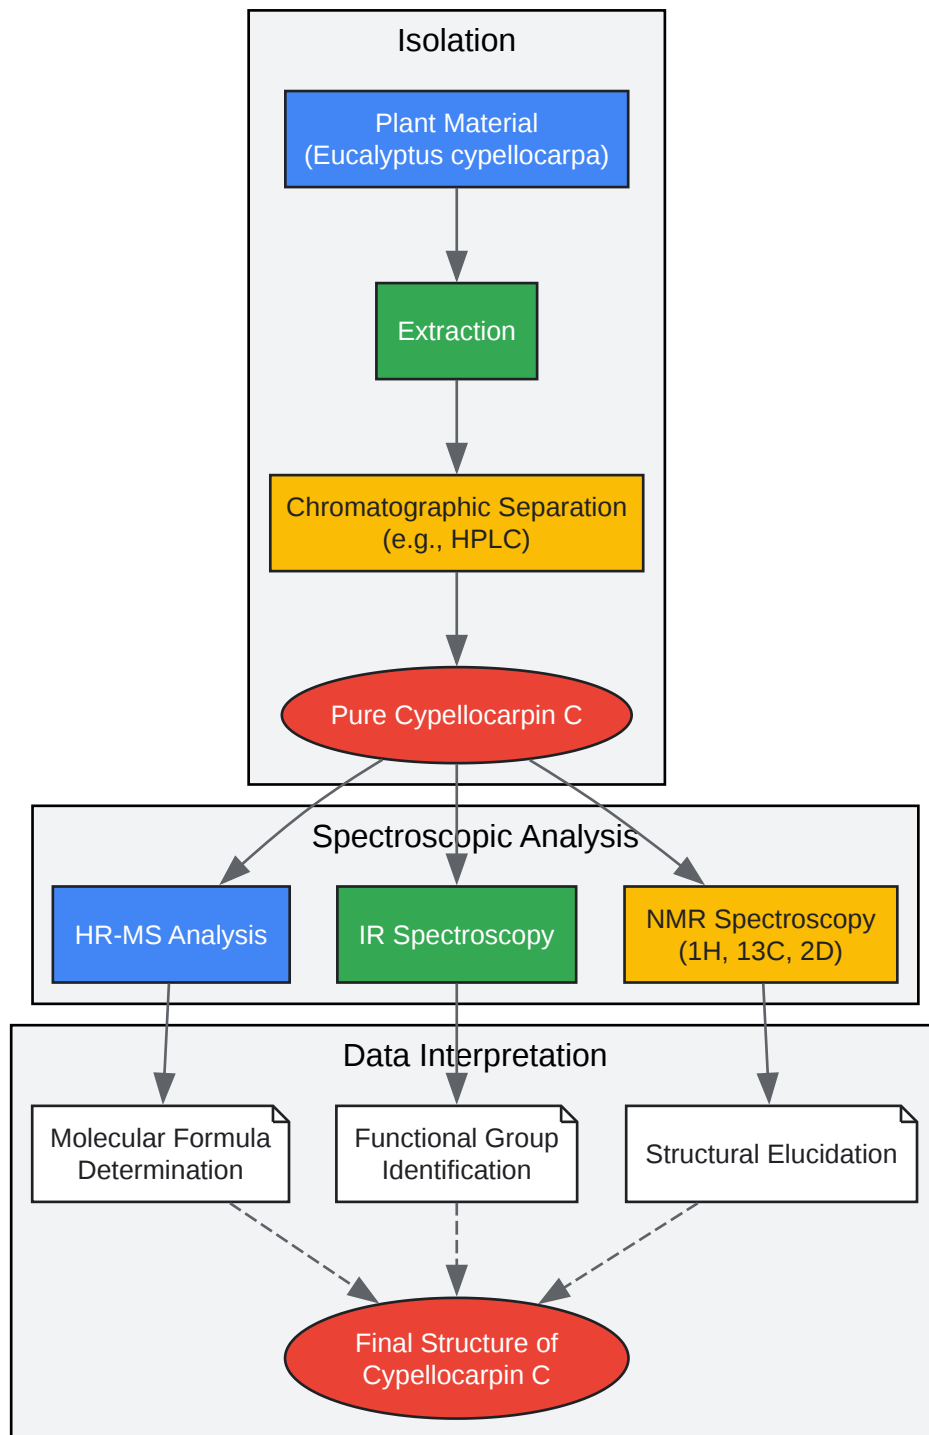 Isolation
Plant Material
(Eucalyptus cypellocarpa)
Extraction
Chromatographic Separation
(e.g., HPLC)
Pure Cypellocarpin C
Spectroscopic Analysis
HR-MS Analysis
IR Spectroscopy
NMR Spectroscopy
(1H, 13C, 2D)
Data Interpretation
Molecular Formula
Determination
Functional Group
Identification
Structural Elucidation
Final Structure of
Cypellocarpin C